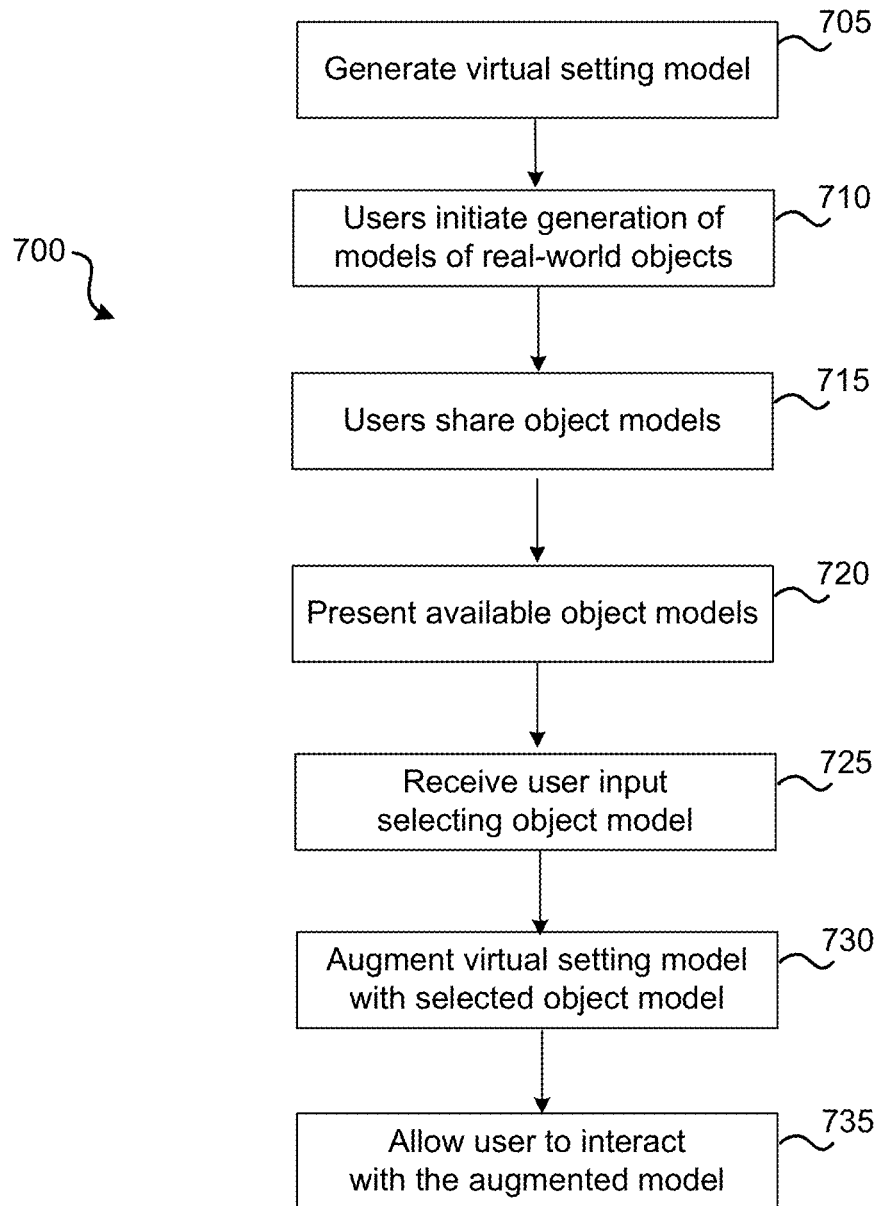 705
Generate virtual setting model
710
Users initiate generation of
models of real-world objects
700
715
Users share object models
720
Present available object models
725
Receive user input
selecting object model
730
Augment virtual setting model
with selected object model
735
Allow user to interact
with the augmented model